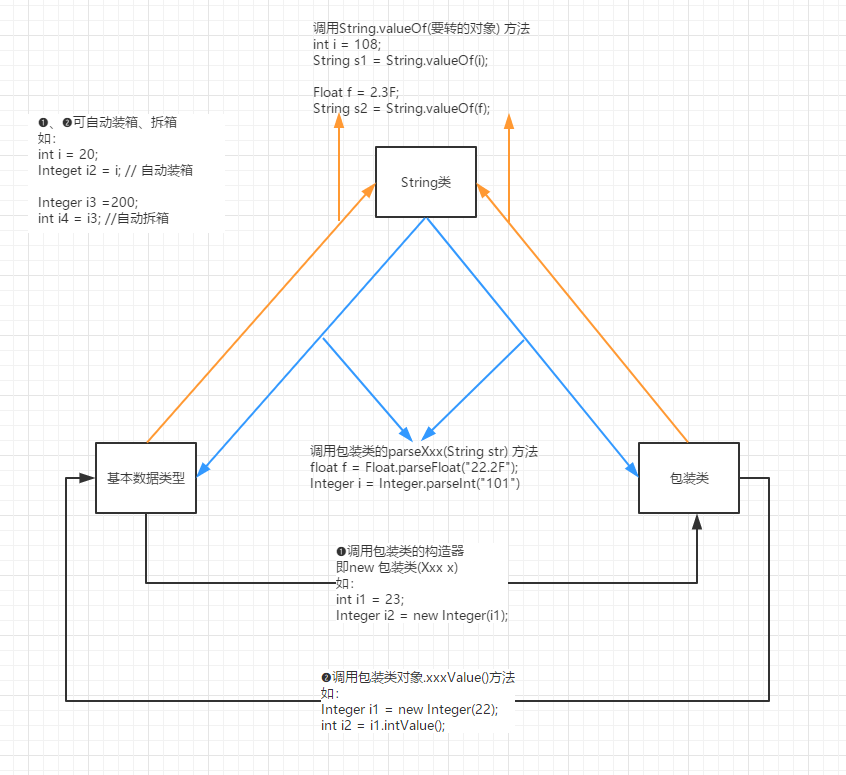 调用String.valueOf(要转的对象) 方法
int i = 108;
String s1 = String.valueOf(i);
Float f = 2.3F;
String s2 = String.valueOf(f);
❶、❷可自动装箱、拆箱
如：
int i = 20;
Integet i2 = i; // 自动装箱
Integer i3 =200;
int i4 = i3; //自动拆箱
String类
调用包装类的parseXxx(String str) 方法
float f = Float.parseFloat("22.2F");
Integer i = Integer.parseInt("101")
基本数据类型
包装类
❶调用包装类的构造器
即new 包装类(Xxx x)
如：
int i1 = 23;
Integer i2 = new Integer(i1);
❷调用包装类对象.xxxValue()方法
如：
Integer i1 = new Integer(22);
int i2 = i1.intValue();